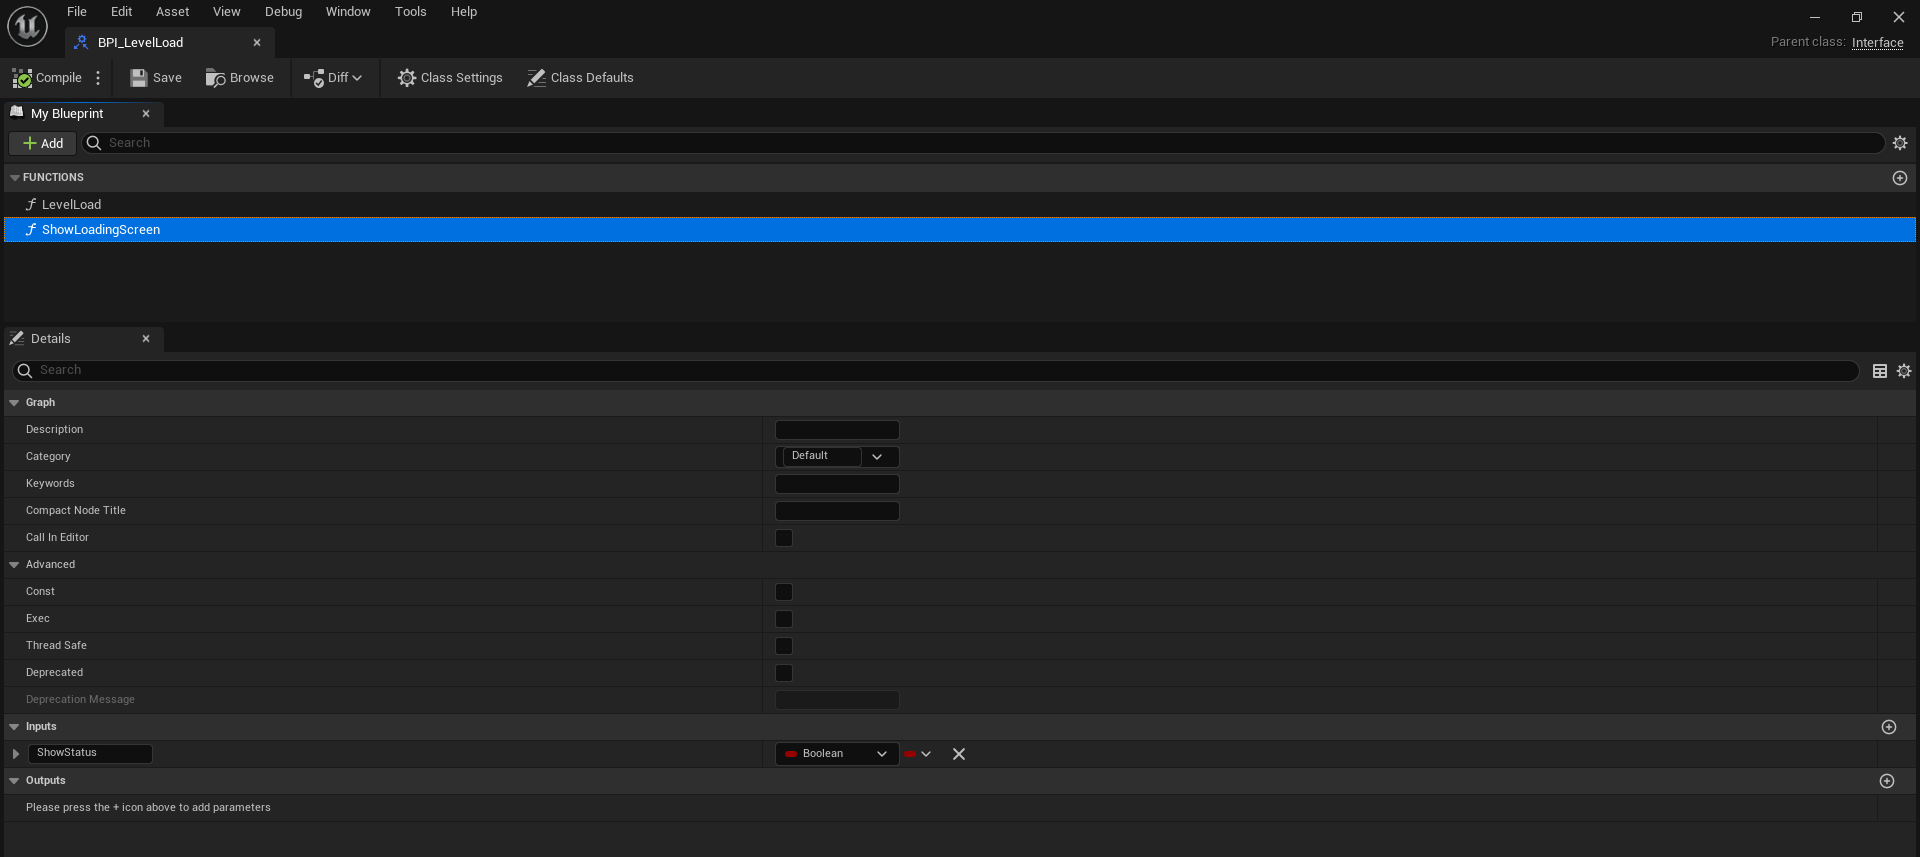 File Edit Asset View Debug Window Tools Help
BPI_LevelLoad
Parent class: Interface
Compile Save Browse Diff Class Settings Class Defaults
My Blueprint
Add Search
FUNCTIONS
LevelLoad
ShowLoadingScreen
Details
Search
Graph
Description
Category Default
Keywords
Compact Node Title
Call In Editor
Advanced
Const
Exec
Thread Safe
Deprecated
Deprecation Message
Inputs
ShowStatus Boolean
Outputs
Please press the + icon above to add parameters